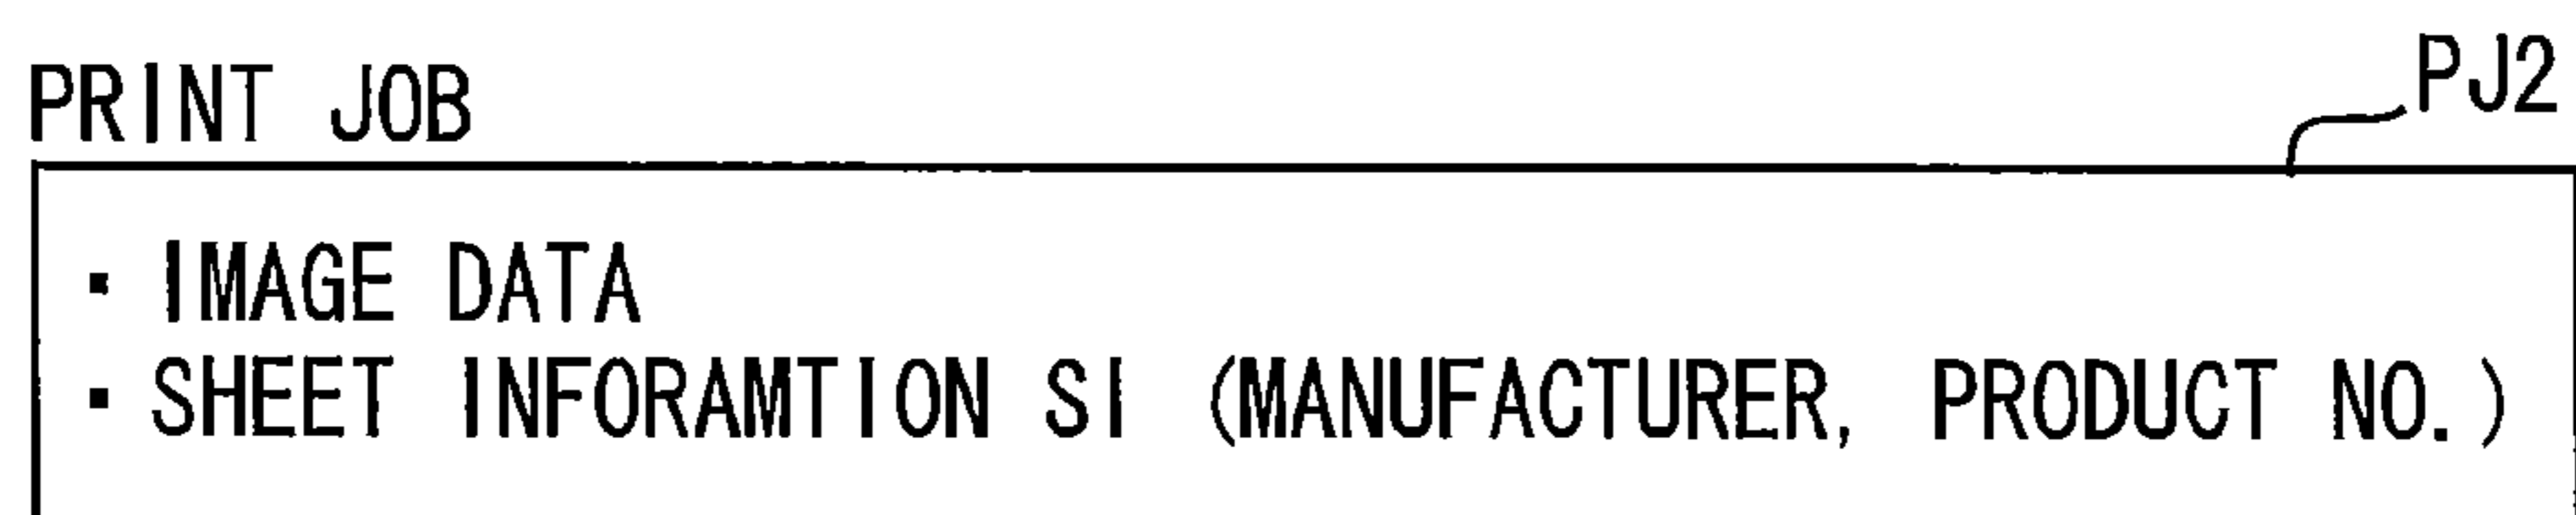 PRINT JOB
PJ2
▪ IMAGE DATA
▪ SHEET INFORAMTION SI (MANUFACTURER, PRODUCT NO.)